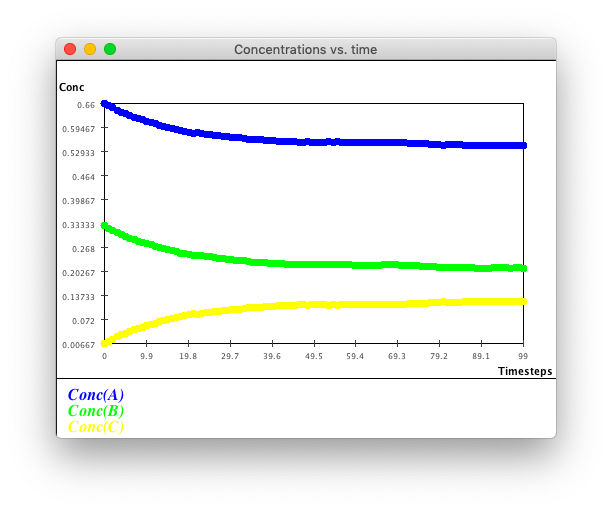 Concentrations vs. time
Conc
0.66
0.59467
0.52933
0.464
0.39867
0.33333
0.268
0.20267
0.13733
0.072
0.00667
0 9.9 19.8 29.7 39.6 49.5 59.4 69.3 79.2 89.1 99
Timesteps
Conc(A)
Conc(B)
Conc(C)